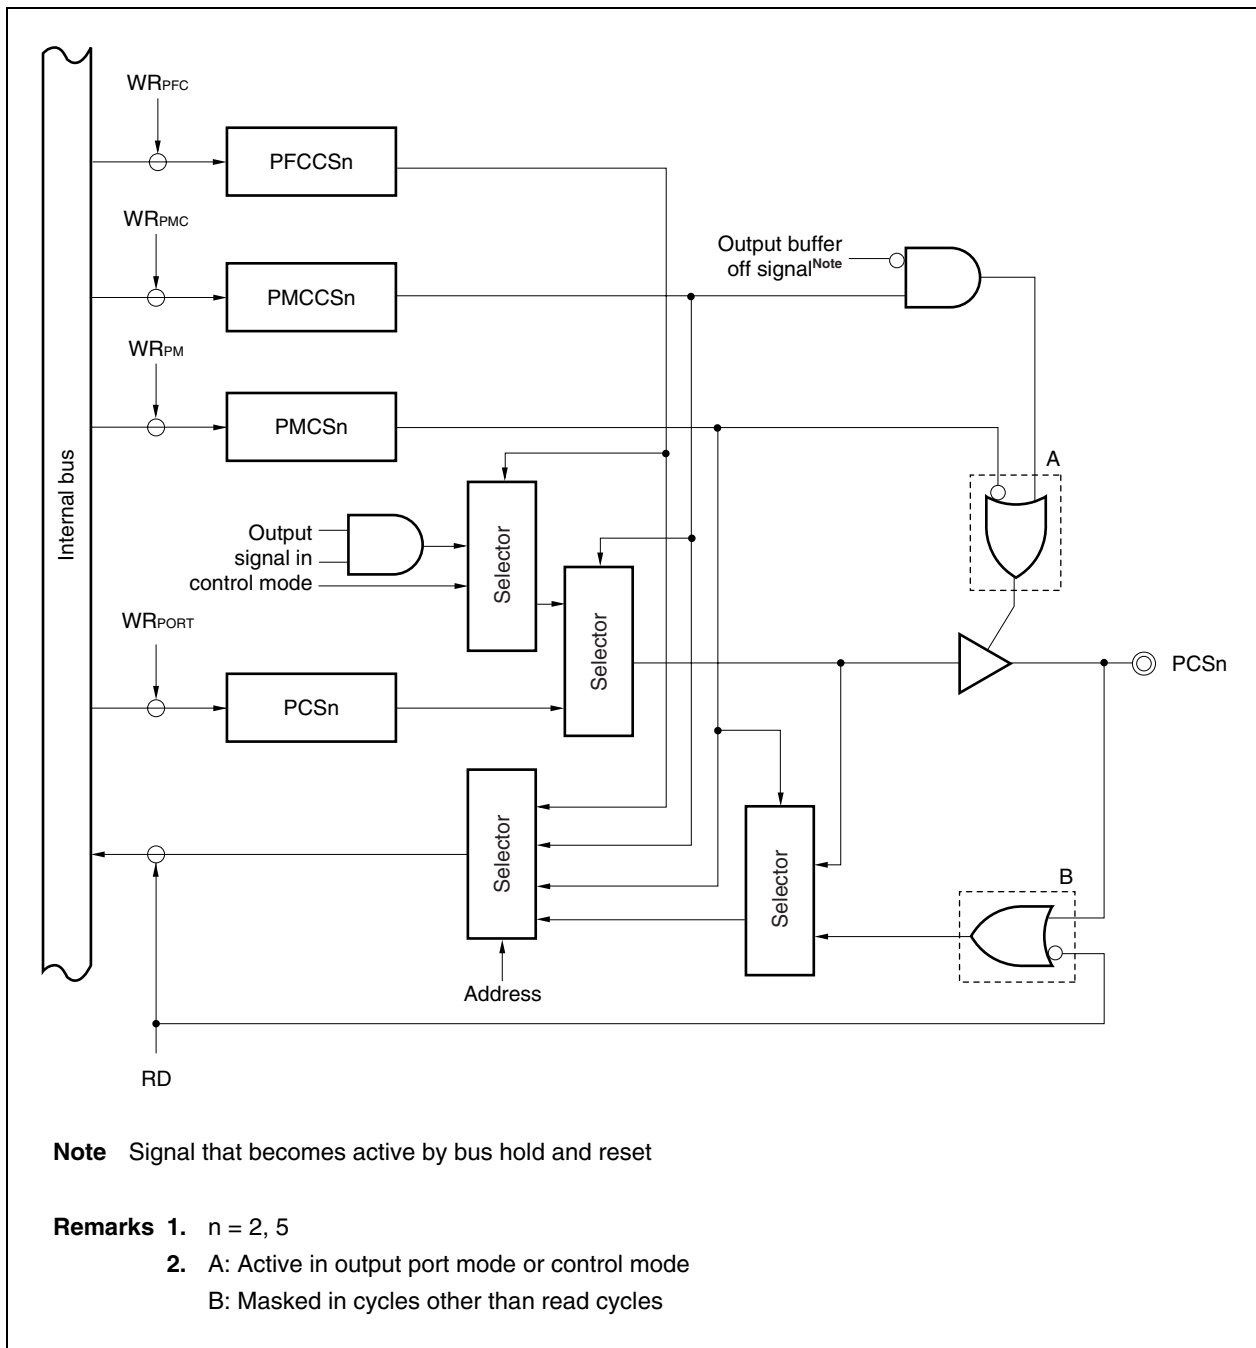 WRPFC
PFCCSn
WRPMC
Output buffer
off signalNote
PMCCSn
WRPM
PMCSn
A
Internal bus
Output
signal in
control mode
Selector
Selector
WRPORT
PCSn
PCSn
Selector
Selector
B
Address
RD
Note Signal that becomes active by bus hold and reset
Remarks 1. n = 2, 5
2. A: Active in output port mode or control mode
B: Masked in cycles other than read cycles